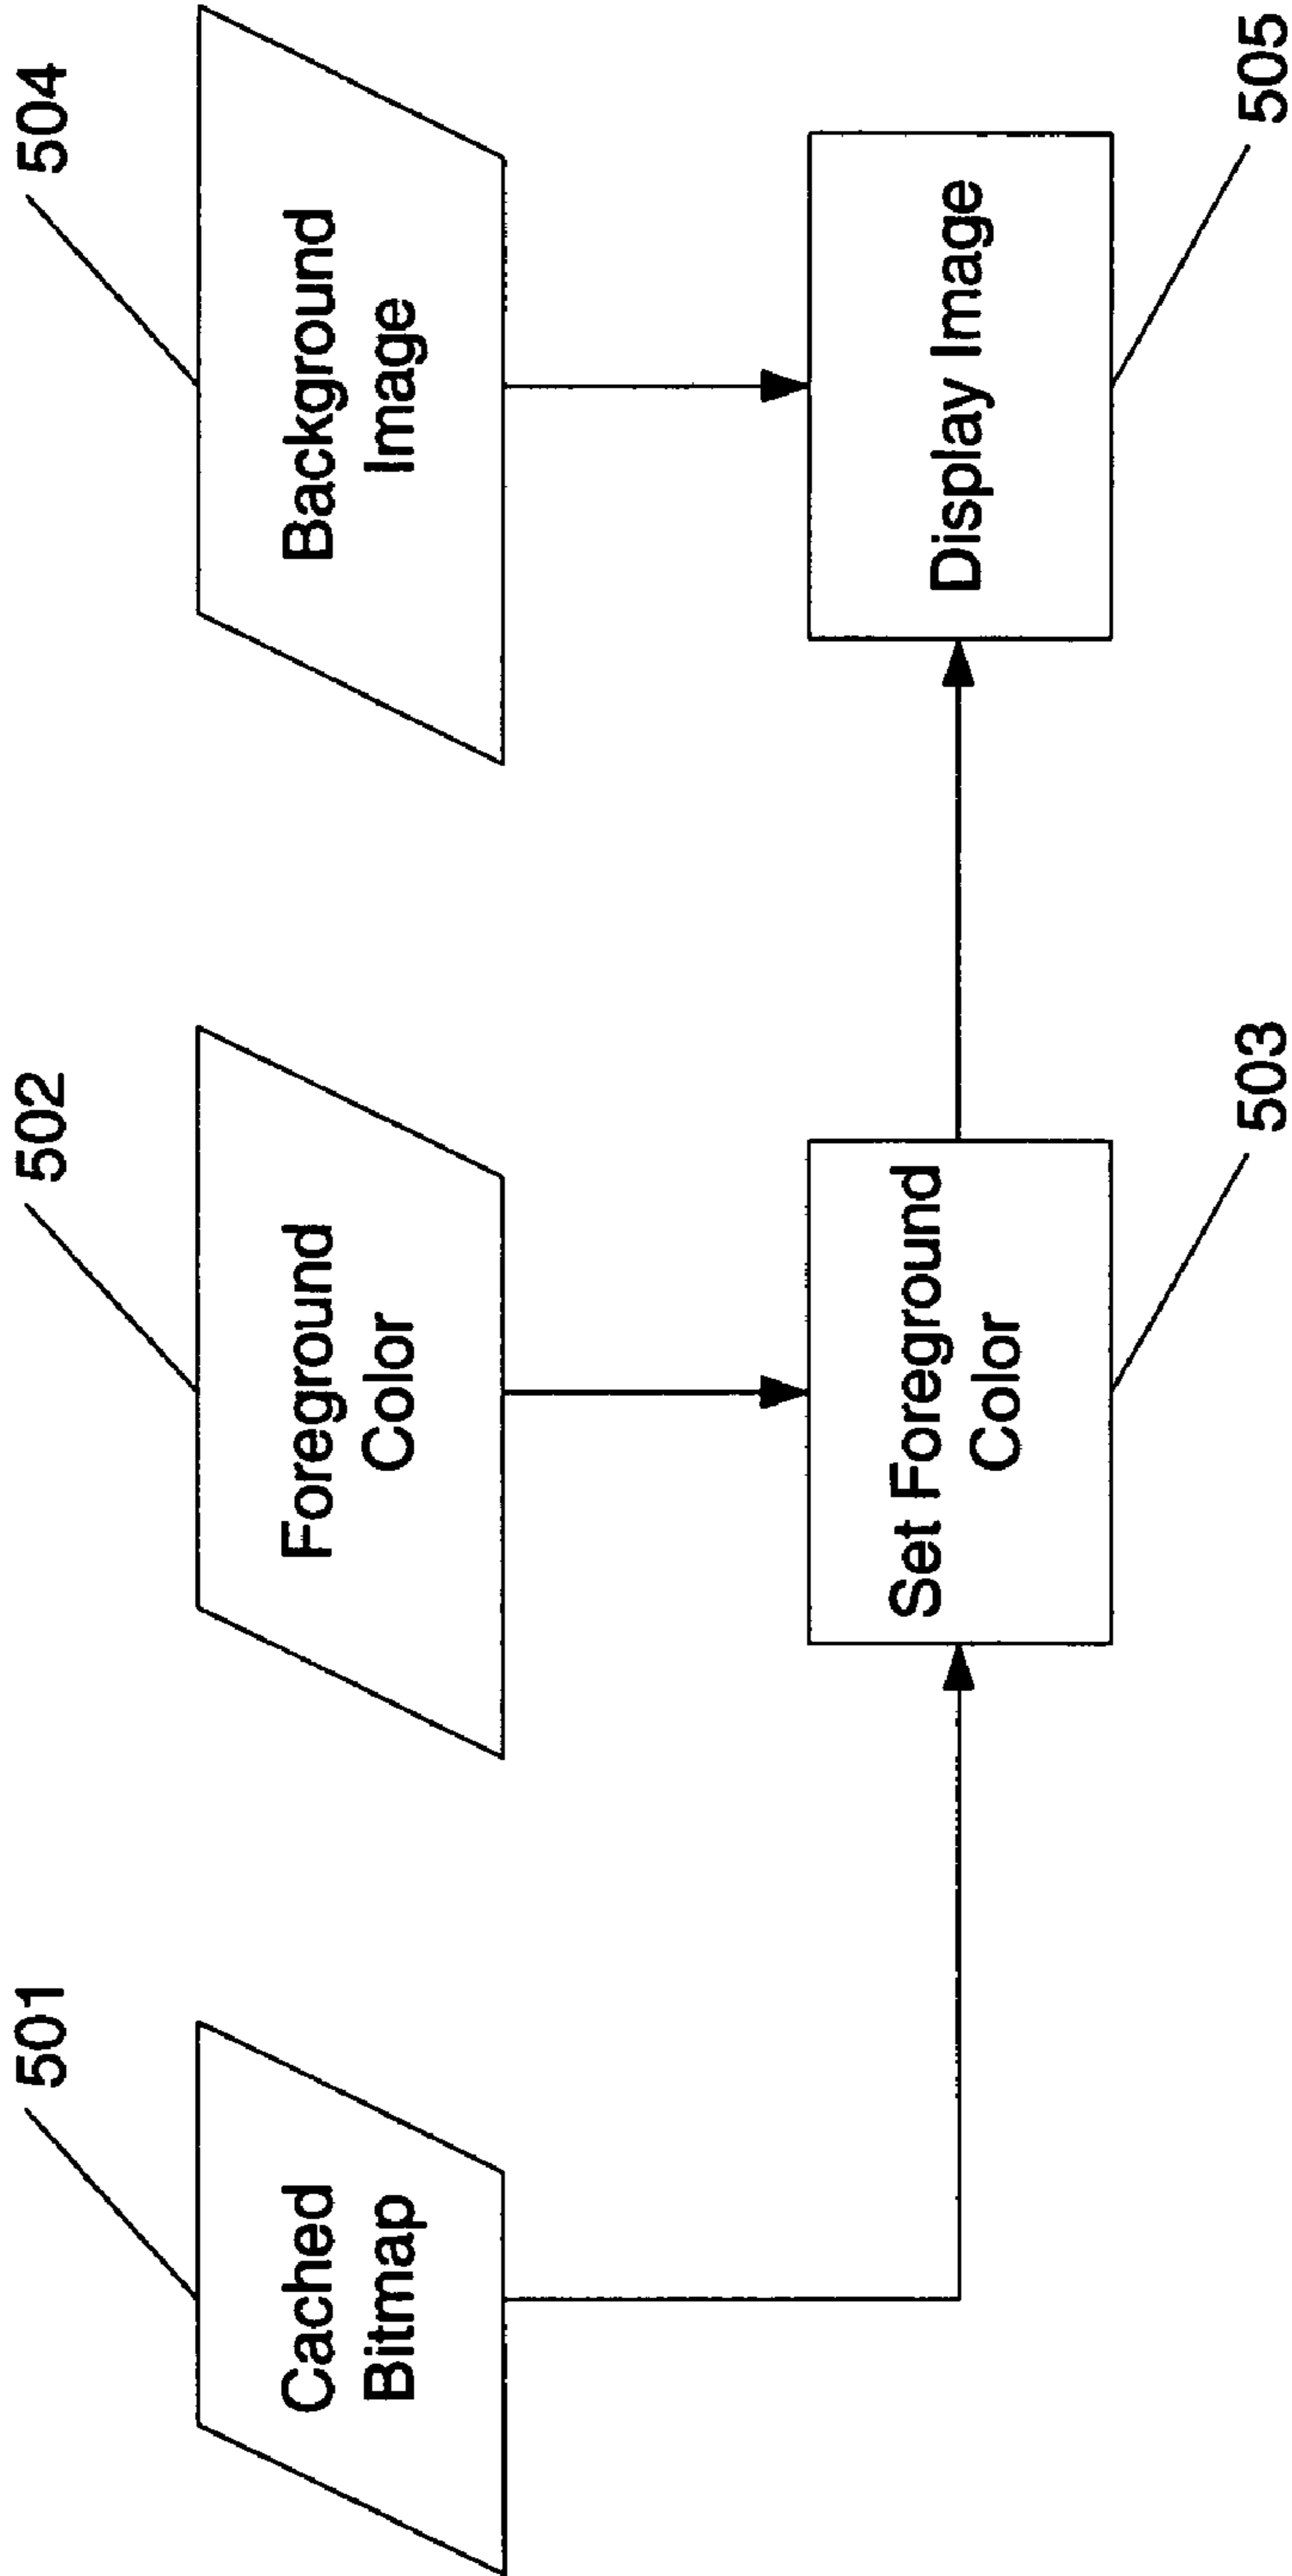 501
Cached
Bitmap
502
Foreground
Color
504
Background
Image
Set Foreground
Color
503
Display Image
505